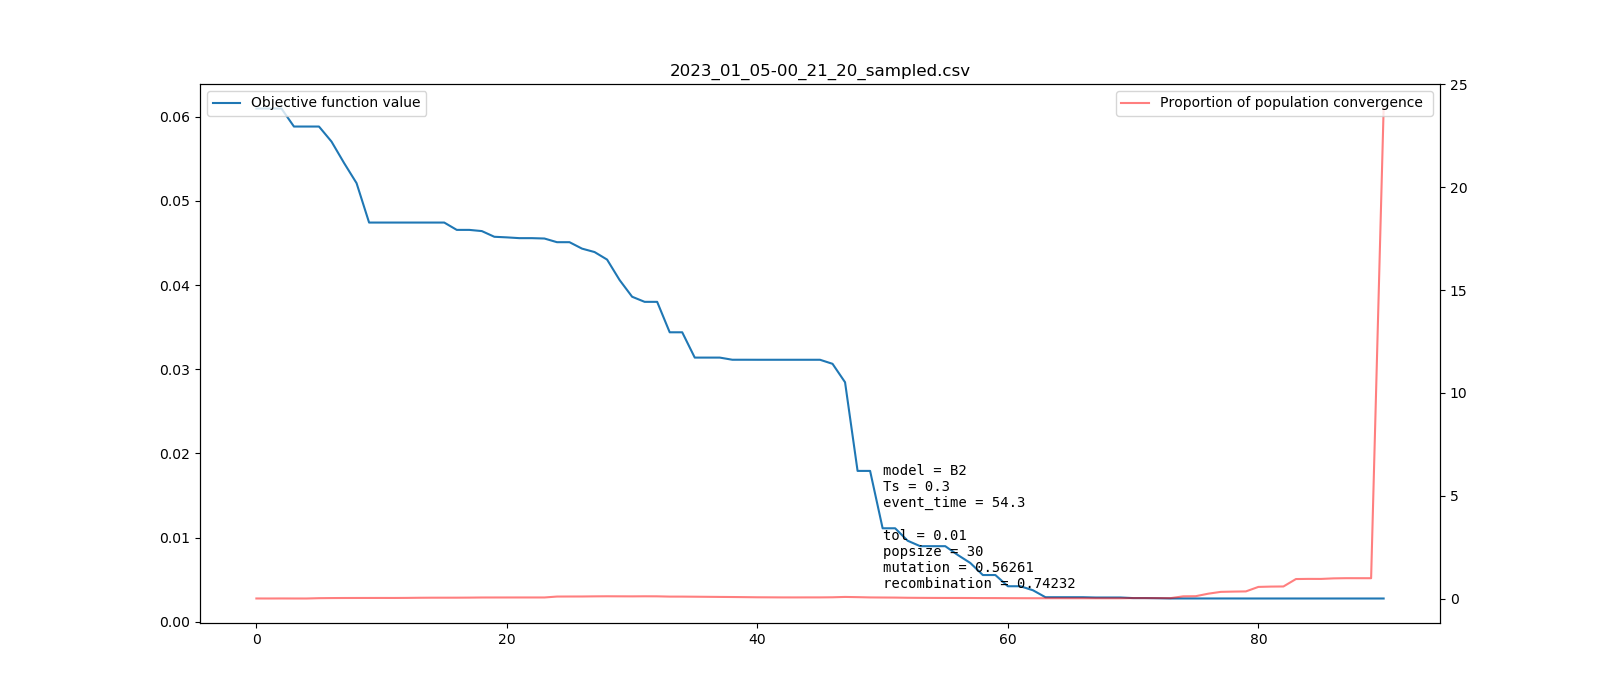 2023_01_05-00_21_20_sampled.csv
Objective function value
Proportion of population convergence
0.06
0.05
0.04
0.03
0.02
0.01
0.00
25
20
15
10
5
0
model = B2
Ts = 0.3
event_time = 54.3
tol = 0.01
popsize = 30
mutation = 0.56261
recombination = 0.74232
0 20 40 60 80